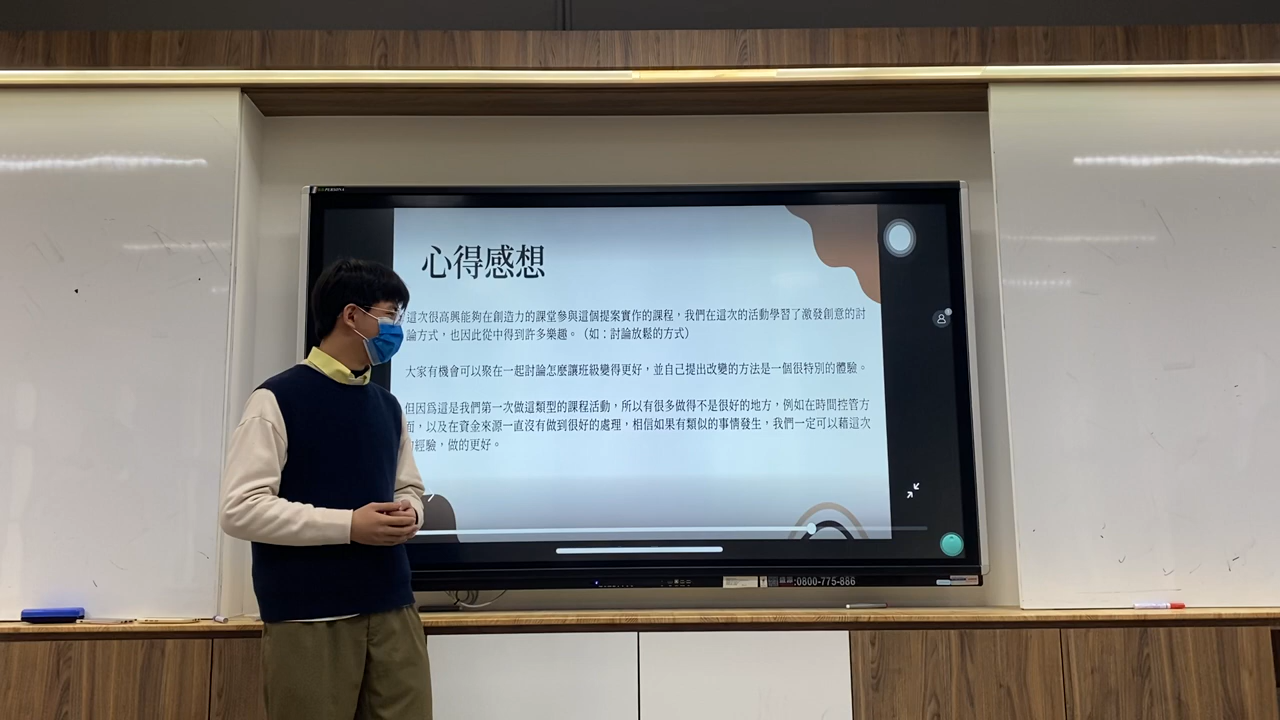 心得感想
這次很高興能夠在創造力的課堂參與這個提案實作的課程，我們在這次的活動學習了激發創意的討
論方式，也因此從中得到許多樂趣。（如：討論放鬆的方式）
大家有機會可以聚在一起討論怎麼讓班級變得更好，並自己提出改變的方法是一個很特別的體驗。
但因為這是我們第一次做這類型的課程活動，所以有很多做得不是很好的地方，例如在時間控管方
面，以及在資金來源一直沒有做到很好的處理，相信如果有類似的事情發生，我們一定可以藉這次
的經驗，做的更好。
:0800-775-886